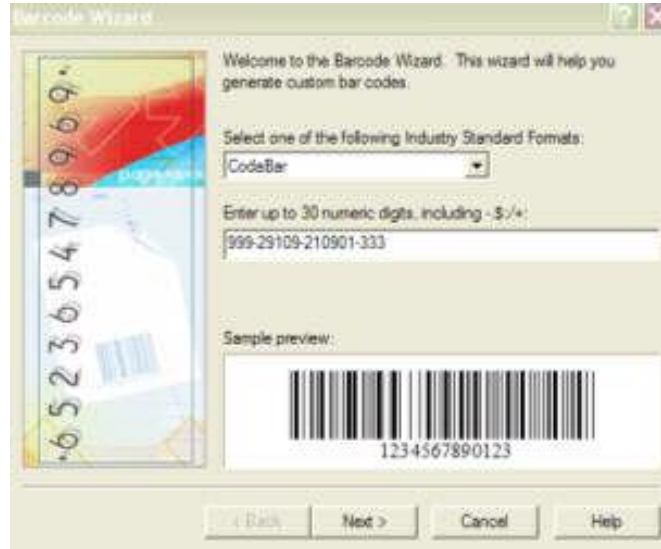 Barcode Wizard
Welcome to the Barcode Wizard. This wizard will help you
generate custom bar codes.
Select one of the following Industry Standard Formats:
CodaBar
Enter up to 30 numeric digits, including - $:/+:
999-29109-210901-333
Sample preview:
1234567890123
< Back
Next >
Cancel
Help